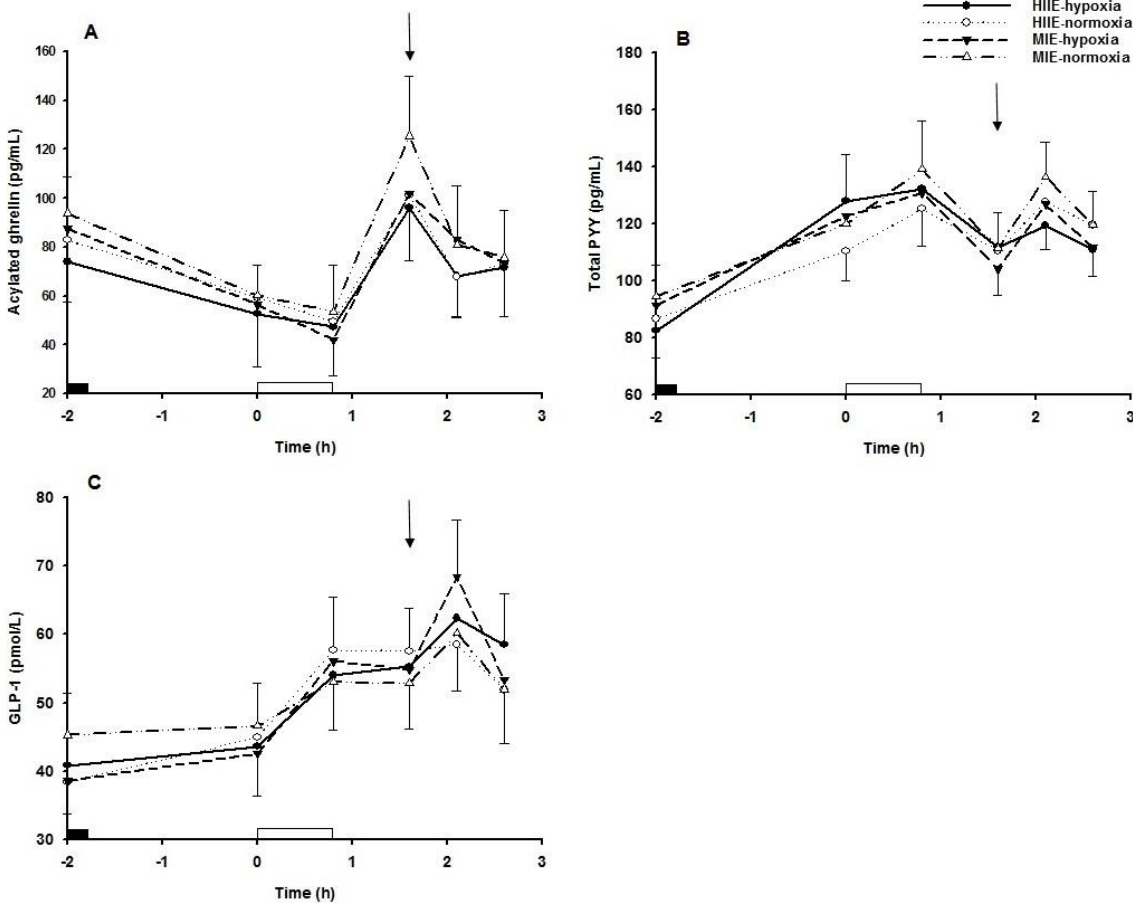 HIIE-hypoxia
HIIE-normoxia
MIE-hypoxia
MIE-normoxia
A
160
140
120
100
80
60
40
20
Acylated ghrelin (pg/mL)
-2 -1 0 1 2 3
Time (h)
B
180
160
140
120
100
80
60
Total PYY (pg/mL)
-2 -1 0 1 2 3
Time (h)
C
80
70
60
50
40
30
GLP-1 (pmol/L)
-2 -1 0 1 2 3
Time (h)